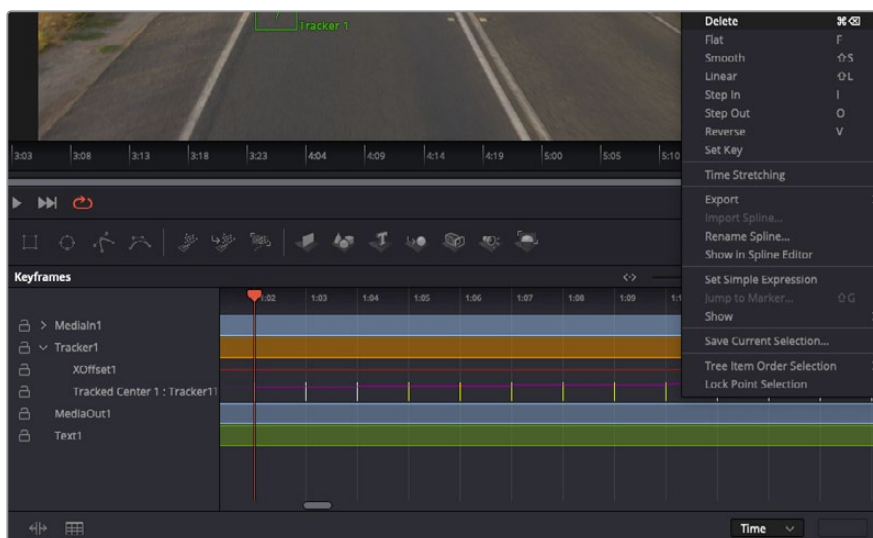 Tracker 1
Delete ⌘⌫
Flat F
Smooth ⇧S
Linear ⇧L
Step In I
Step Out O
Reverse V
Set Key
Time Stretching
Export
Import Spline...
Rename Spline...
Show in Spline Editor
Set Simple Expression
Jump to Marker... ⇧G
Show
Save Current Selection...
Tree Item Order Selection
Lock Point Selection
3:03 3:08 3:13 3:18 3:23 4:04 4:09 4:14 4:19 5:00 5:05 5:10
Keyframes
1:02 1:03 1:04 1:05 1:06 1:07 1:08 1:09
MediaIn1
Tracker1
XOffset1
Tracked Center 1 : Tracker1
MediaOut1
Text1
Time